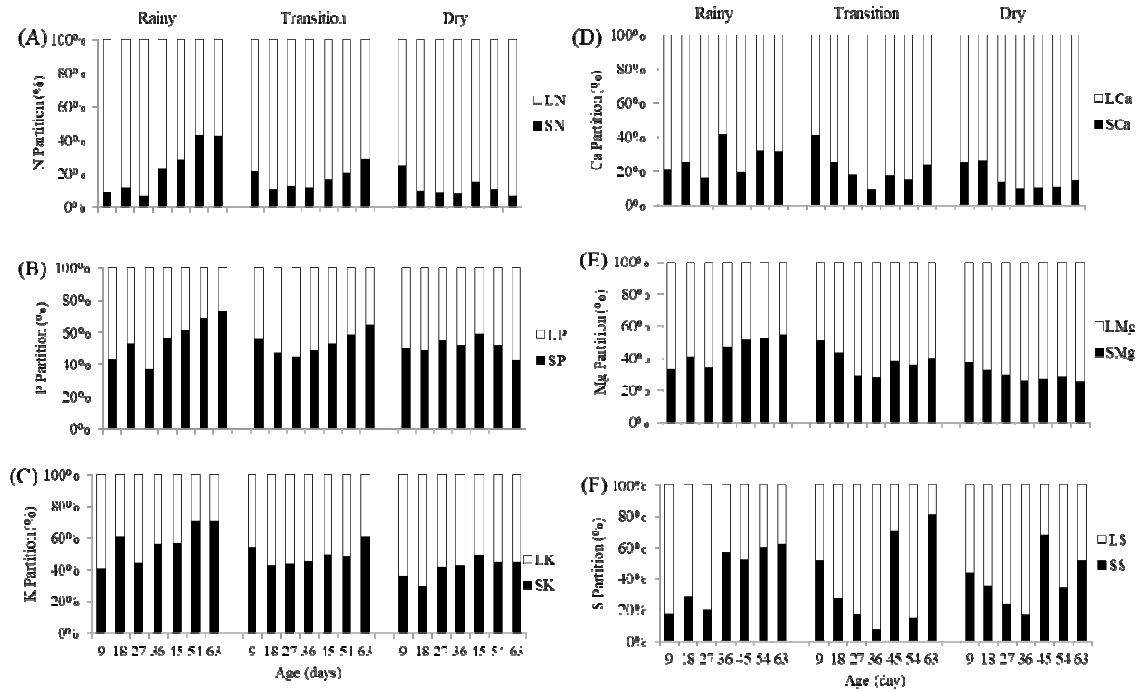 Rainy Transition Dry
(A)
100%
80%
60%
40%
20%
0%
N Partition (%)
LN
SN
(B)
100%
80%
60%
40%
20%
0%
P Partition (%)
LP
SP
(C)
100%
80%
60%
40%
20%
0%
K Partition (%)
LK
SK
9 18 27 36 15 51 63 9 18 27 36 15 51 63 9 18 27 36 15 54 63
Age (days)
Rainy Transition Dry
(D)
100%
80%
60%
40%
20%
0%
Ca Partition (%)
LCa
SCa
(E)
100%
80%
60%
40%
20%
0%
Mg Partition (%)
LMg
SMg
(F)
100%
80%
60%
40%
20%
0%
S Partition (%)
LS
SS
9 18 27 36 45 54 63 9 18 27 36 45 54 63 9 18 27 36 45 54 63
Age (day)